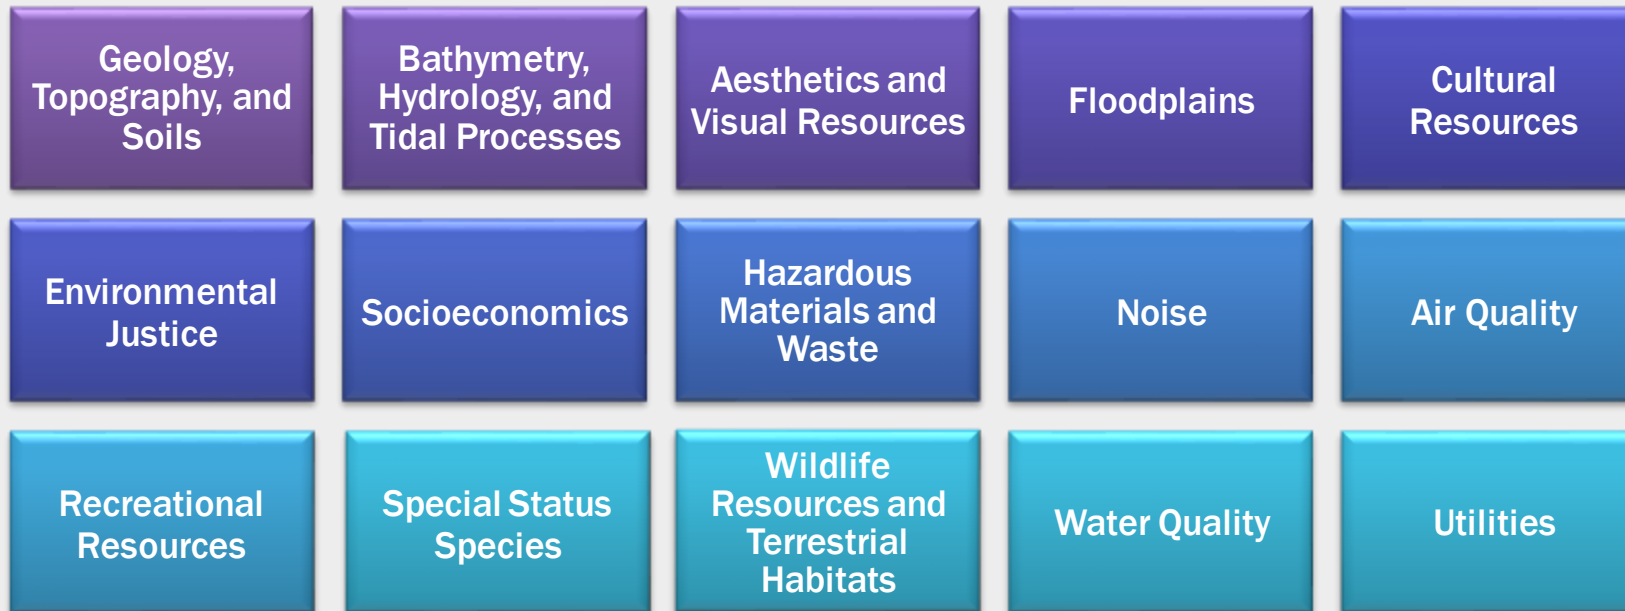 Geology,
Topography, and
Soils
Bathymetry,
Hydrology, and
Tidal Processes
Aesthetics and
Visual Resources
Floodplains
Cultural
Resources
Environmental
Justice
Socioeconomics
Hazardous
Materials and
Waste
Noise
Air Quality
Recreational
Resources
Special Status
Species
Wildlife
Resources and
Terrestrial
Habitats
Water Quality
Utilities